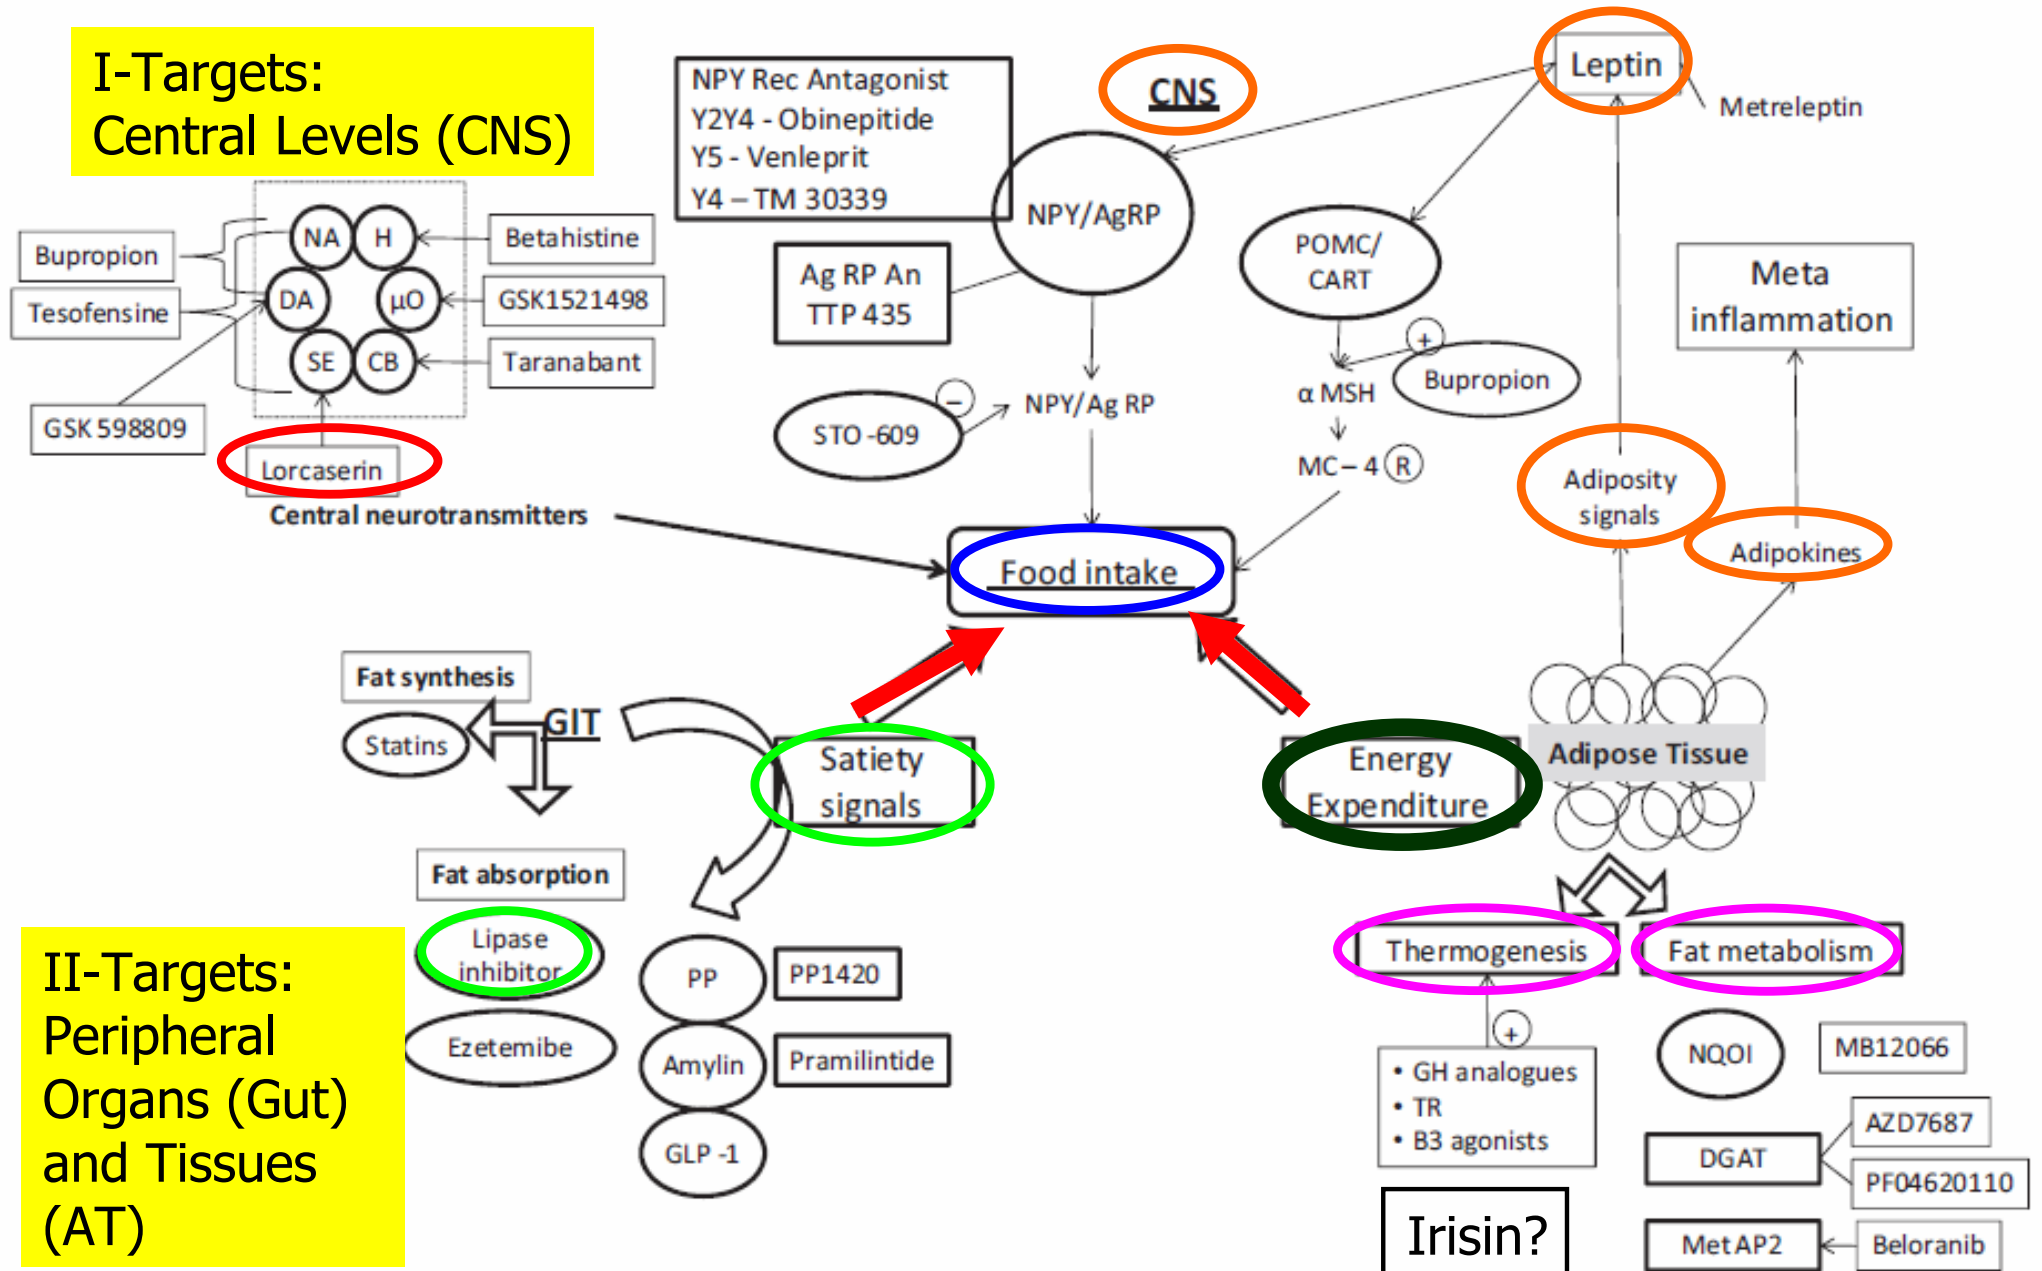 I-Targets:
Central Levels (CNS)
NPY Rec Antagonist
Y2Y4 - Obinepitide
Y5 - Venleprit
Y4 – TM 30339
CNS
Leptin
Metreleptin
NPY/AgRP
Ag RP An
TTP 435
POMC/
CART
Meta
inflammation
Bupropion
Tesofensine
NA
H
DA
µO
SE
CB
Betahistine
GSK1521498
Taranabant
GSK 598809
Lorcaserin
Central neurotransmitters
STO -609
–
NPY/Ag RP
+
Bupropion
α MSH
MC – 4 R
Adiposity
signals
Adipokines
Food intake
Fat synthesis
Statins
GIT
Satiety
signals
Energy
Expenditure
Adipose Tissue
Fat absorption
Lipase
inhibitor
Ezetemibe
PP
PP1420
Amylin
Pramilintide
GLP -1
Thermogenesis
Fat metabolism
+
• GH analogues
• TR
• B3 agonists
Irisin?
NQOI
MB12066
DGAT
AZD7687
PF04620110
Met AP2
Beloranib
II-Targets:
Peripheral
Organs (Gut)
and Tissues
(AT)